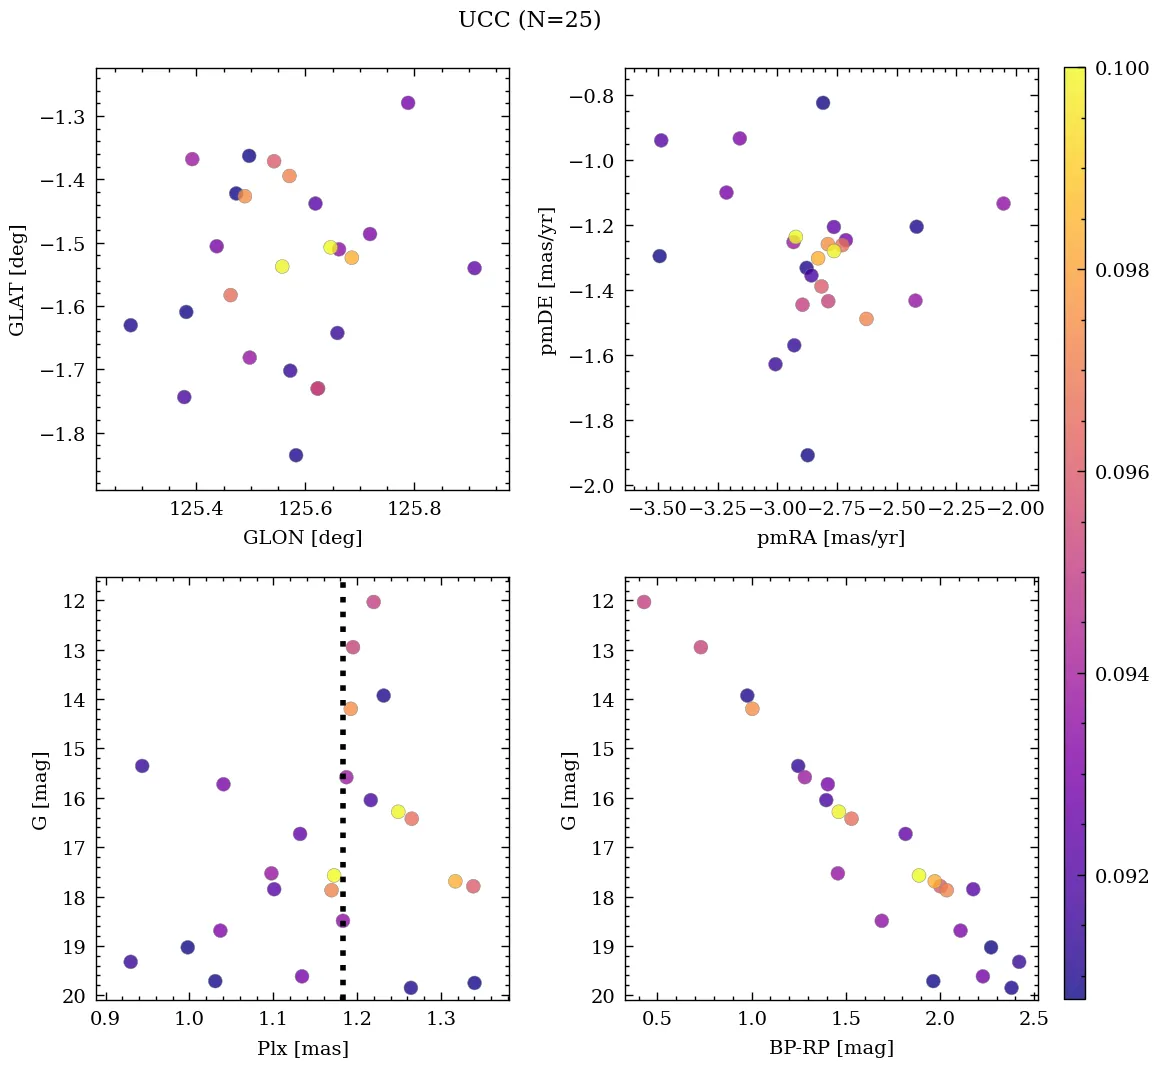 UCC (N=25)
−1.3
−1.4
−1.5
−1.6
−1.7
−1.8
GLAT [deg]
125.4 125.6 125.8
GLON [deg]
−0.8
−1.0
−1.2
−1.4
−1.6
−1.8
−2.0
pmDE [mas/yr]
−3.50 −3.25 −3.00 −2.75 −2.50 −2.25 −2.00
pmRA [mas/yr]
0.100
0.098
0.096
0.094
0.092
12
13
14
15
16
17
18
19
20
G [mag]
0.9 1.0 1.1 1.2 1.3
Plx [mas]
12
13
14
15
16
17
18
19
20
G [mag]
0.5 1.0 1.5 2.0 2.5
BP-RP [mag]